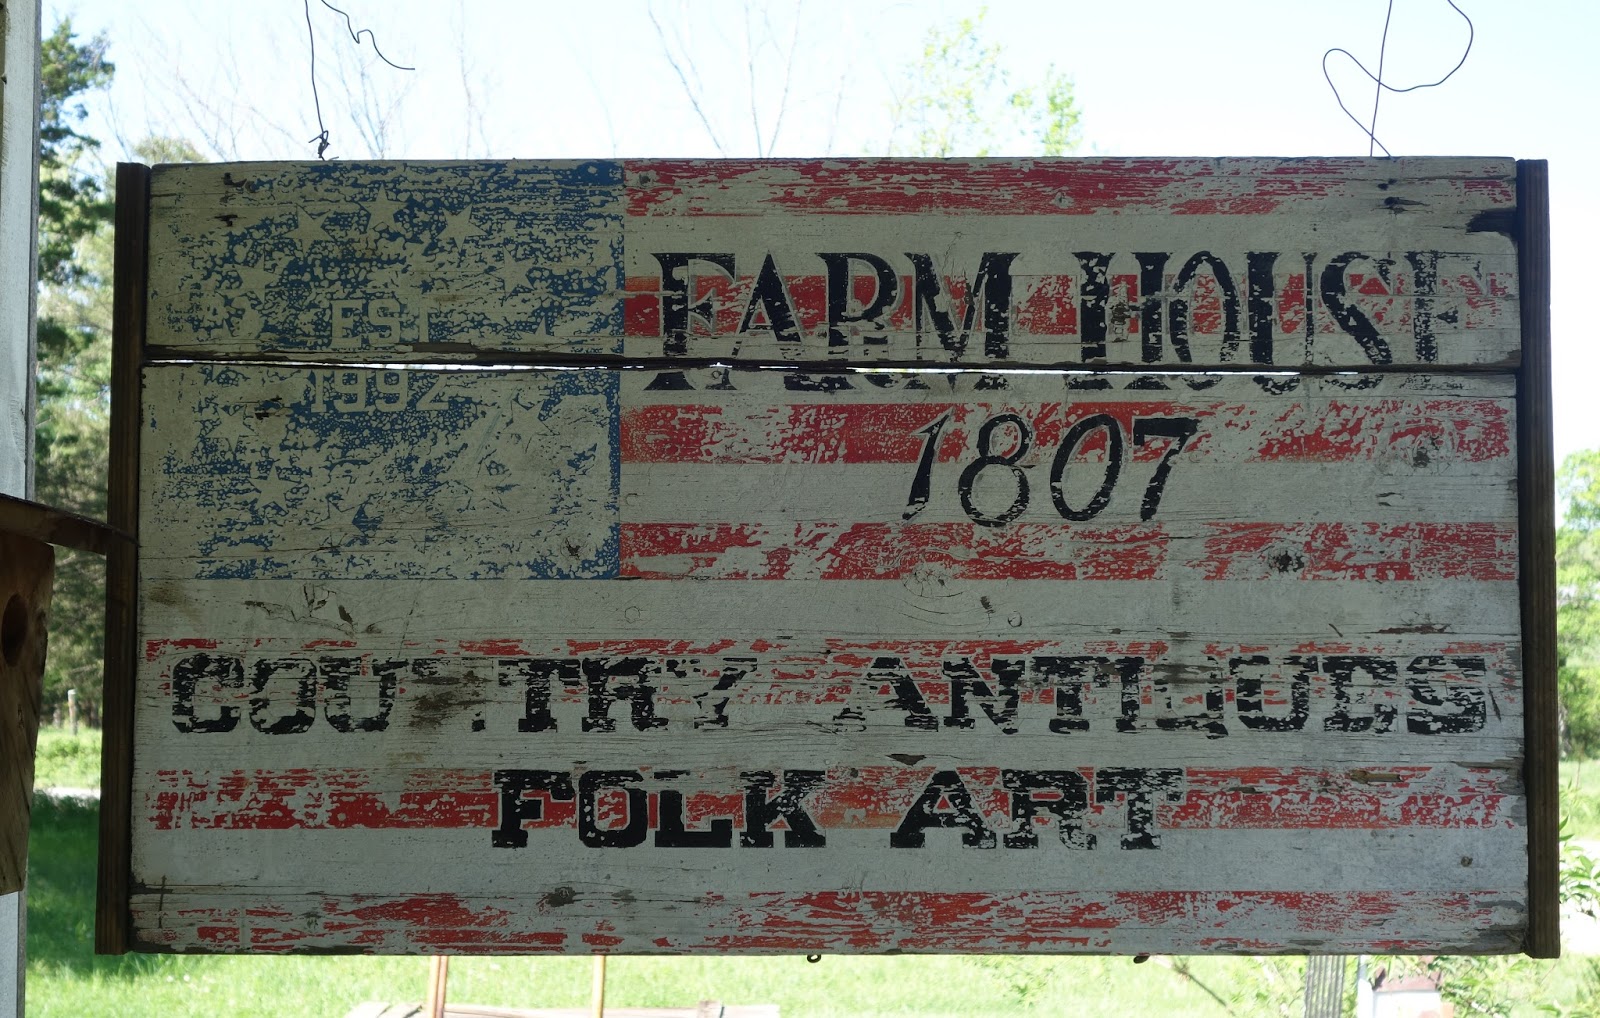 EST
1992
FARM HOUSE
1807
COUNTRY ANTIQUES
FOLK ART